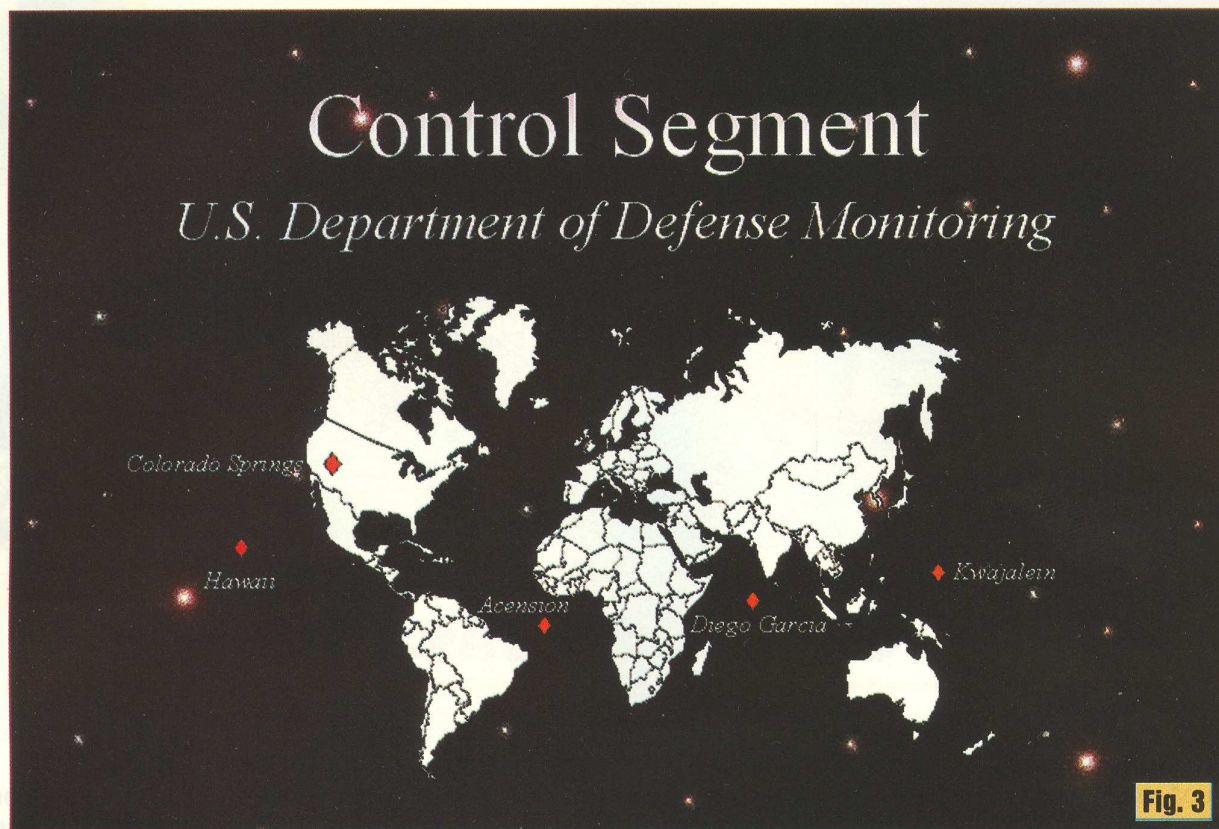 Control Segment
U.S. Department of Defense Monitoring
Colorado Springs
Hawaii
Acension
Diego Garcia
Kwajalein
Fig. 3